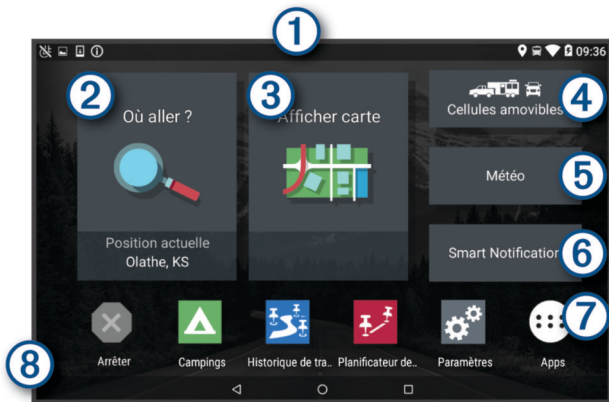 1
09:36
2
Où aller ?
3
Afficher carte
Cellules amovibles
4
Météo
5
Position actuelle
Olathe, KS
Smart Notification
6
7
8
Arrêter
Campings
Historique de tra..
Planificateur de..
Paramètres
Apps